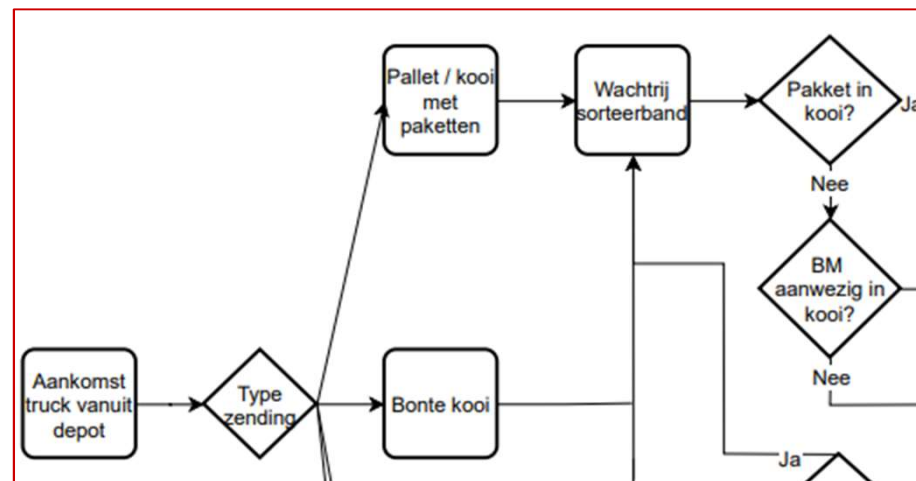 Pallet / kooi
met
paketten
Wachtrij
sorteerband
Pakket in
kooi?
Ja
Nee
BM
aanwezig in
kooi?
Nee
Aankomst
truck vanuit
depot
Type
zending
Bonte kooi
Ja